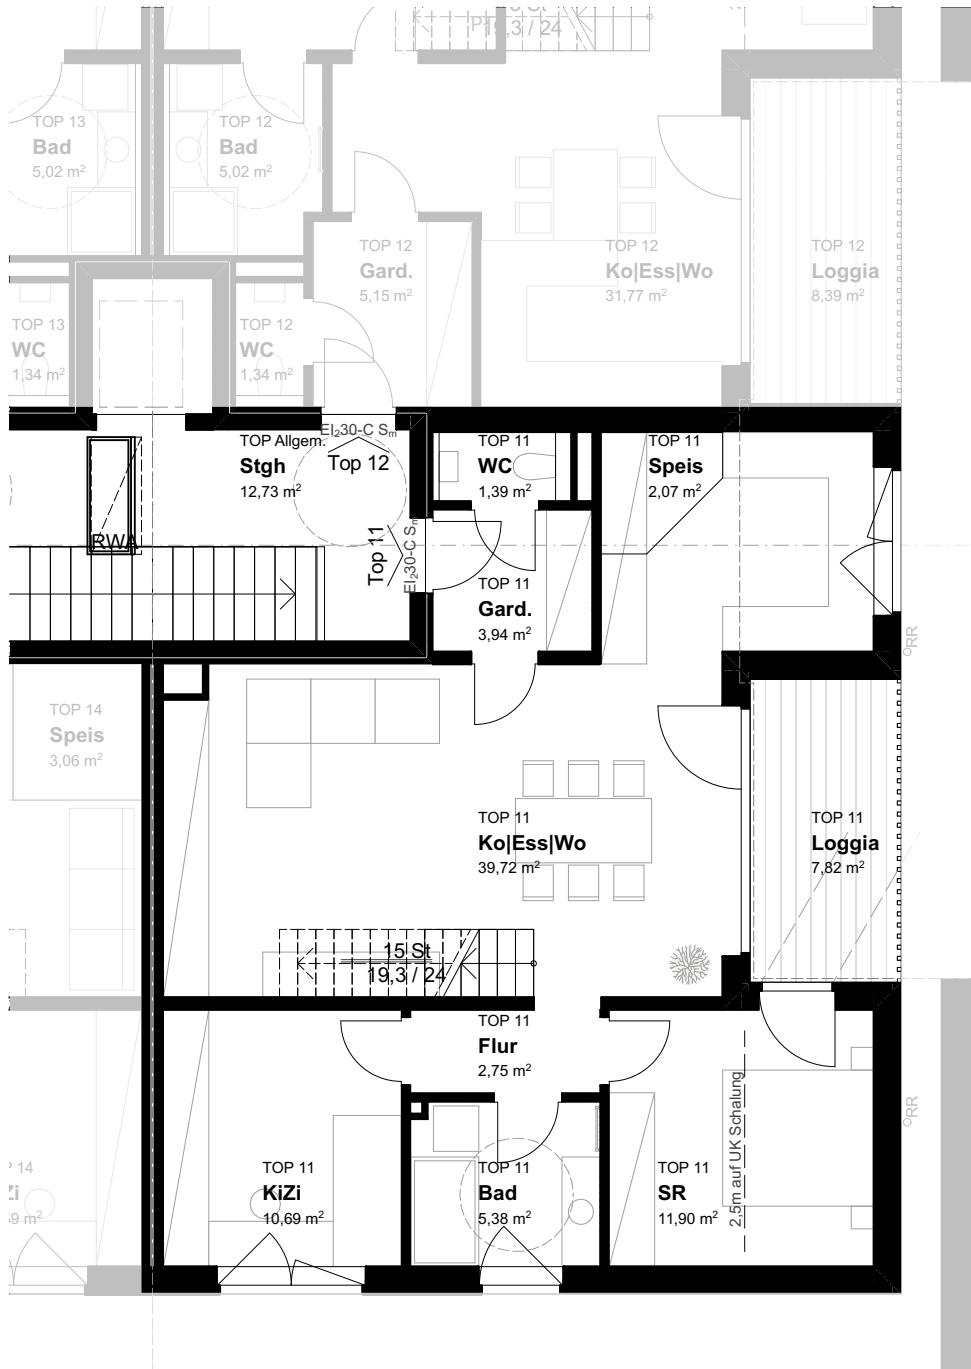 19,3 / 24
TOP 13
Bad
5,02 m²
TOP 12
Bad
5,02 m²
TOP 12
Gard.
5,15 m²
TOP 12
Ko|Ess|Wo
31,77 m²
TOP 12
Loggia
8,39 m²
TOP 13
WC
1,34 m²
TOP 12
WC
1,34 m²
TOP Allgem.
Stgh
12,73 m²
EI₂30-C Sₘ
Top 12
TOP 11
WC
1,39 m²
TOP 11
Speis
2,07 m²
RWA
Top 11
EI₂30-C Sₘ
TOP 11
Gard.
3,94 m²
RR
TOP 14
Speis
3,06 m²
TOP 11
Ko|Ess|Wo
39,72 m²
TOP 11
Loggia
7,82 m²
15 St
19,3 / 24
TOP 11
Flur
2,75 m²
2,5m auf UK Schalung
RR
14
TOP 11
KiZi
10,69 m²
TOP 11
Bad
5,38 m²
TOP 11
SR
11,90 m²